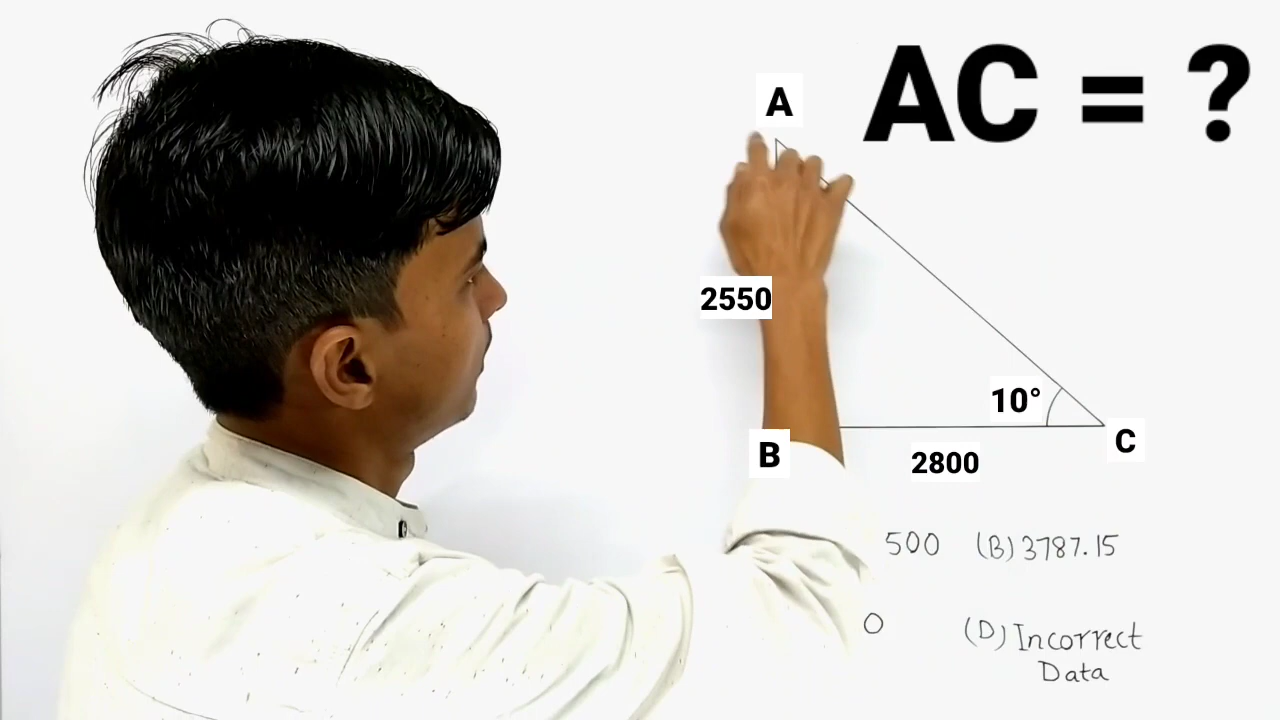 AC = ?
A
2550
10°
B
C
2800
500 (B) 3787.15
0 (D) Incorrect
Data